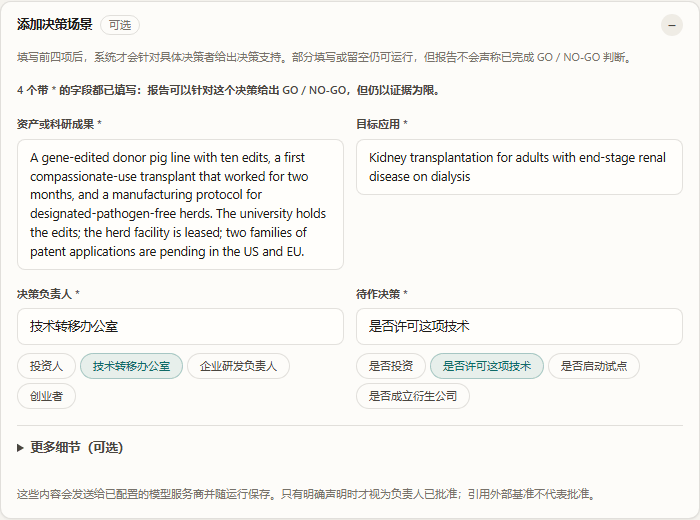 添加决策场景 可选
填写前四项后，系统才会针对具体决策者给出决策支持。部分填写或留空仍可运行，但报告不会声称已完成 GO / NO-GO 判断。
4 个带 * 的字段都已填写：报告可以针对这个决策给出 GO / NO-GO，但仍以证据为限。
资产或科研成果 *
A gene-edited donor pig line with ten edits, a first
compassionate-use transplant that worked for two
months, and a manufacturing protocol for
designated-pathogen-free herds. The university holds
the edits; the herd facility is leased; two families of
patent applications are pending in the US and EU.
目标应用 *
Kidney transplantation for adults with end-stage renal
disease on dialysis
决策负责人 *
技术转移办公室
投资人 技术转移办公室 企业研发负责人
创业者
待作决策 *
是否许可这项技术
是否投资 是否许可这项技术 是否启动试点
是否成立衍生公司
更多细节（可选）
这些内容会发送给已配置的模型服务商并随运行保存。只有明确声明时才视为负责人已批准；引用外部基准不代表批准。